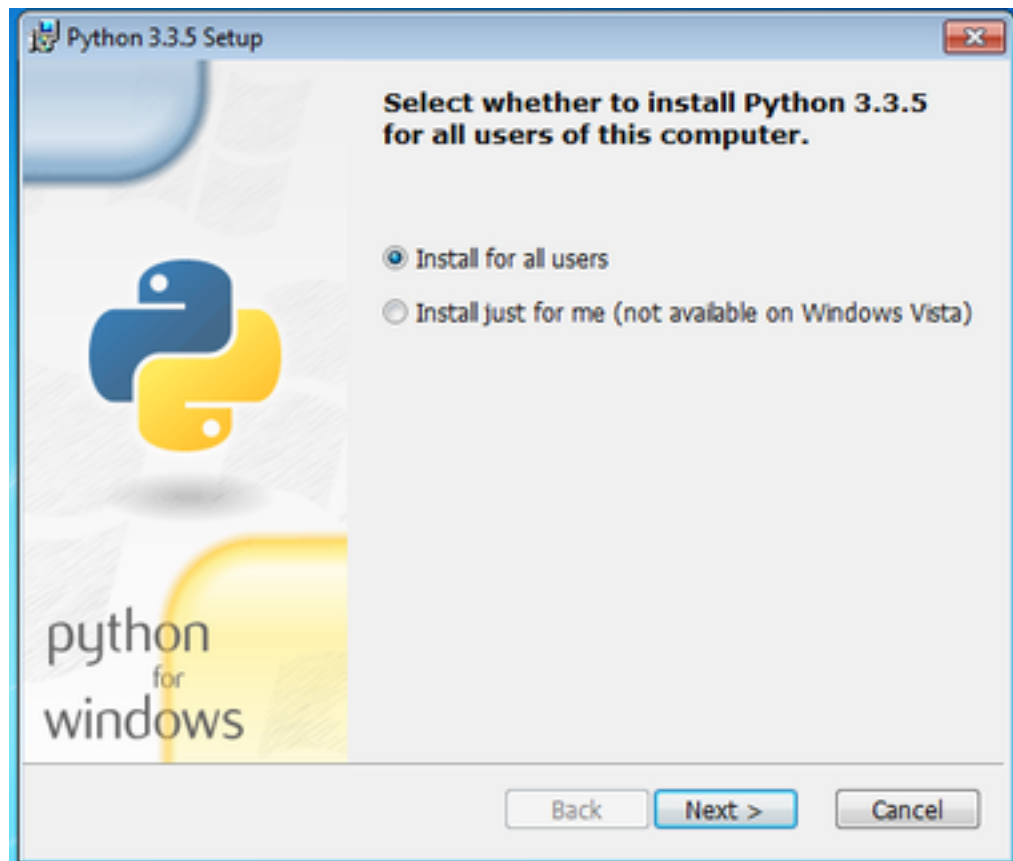 Python 3.3.5 Setup
Select whether to install Python 3.3.5
for all users of this computer.
Install for all users
Install just for me (not available on Windows Vista)
python
for
windows
Back
Next >
Cancel